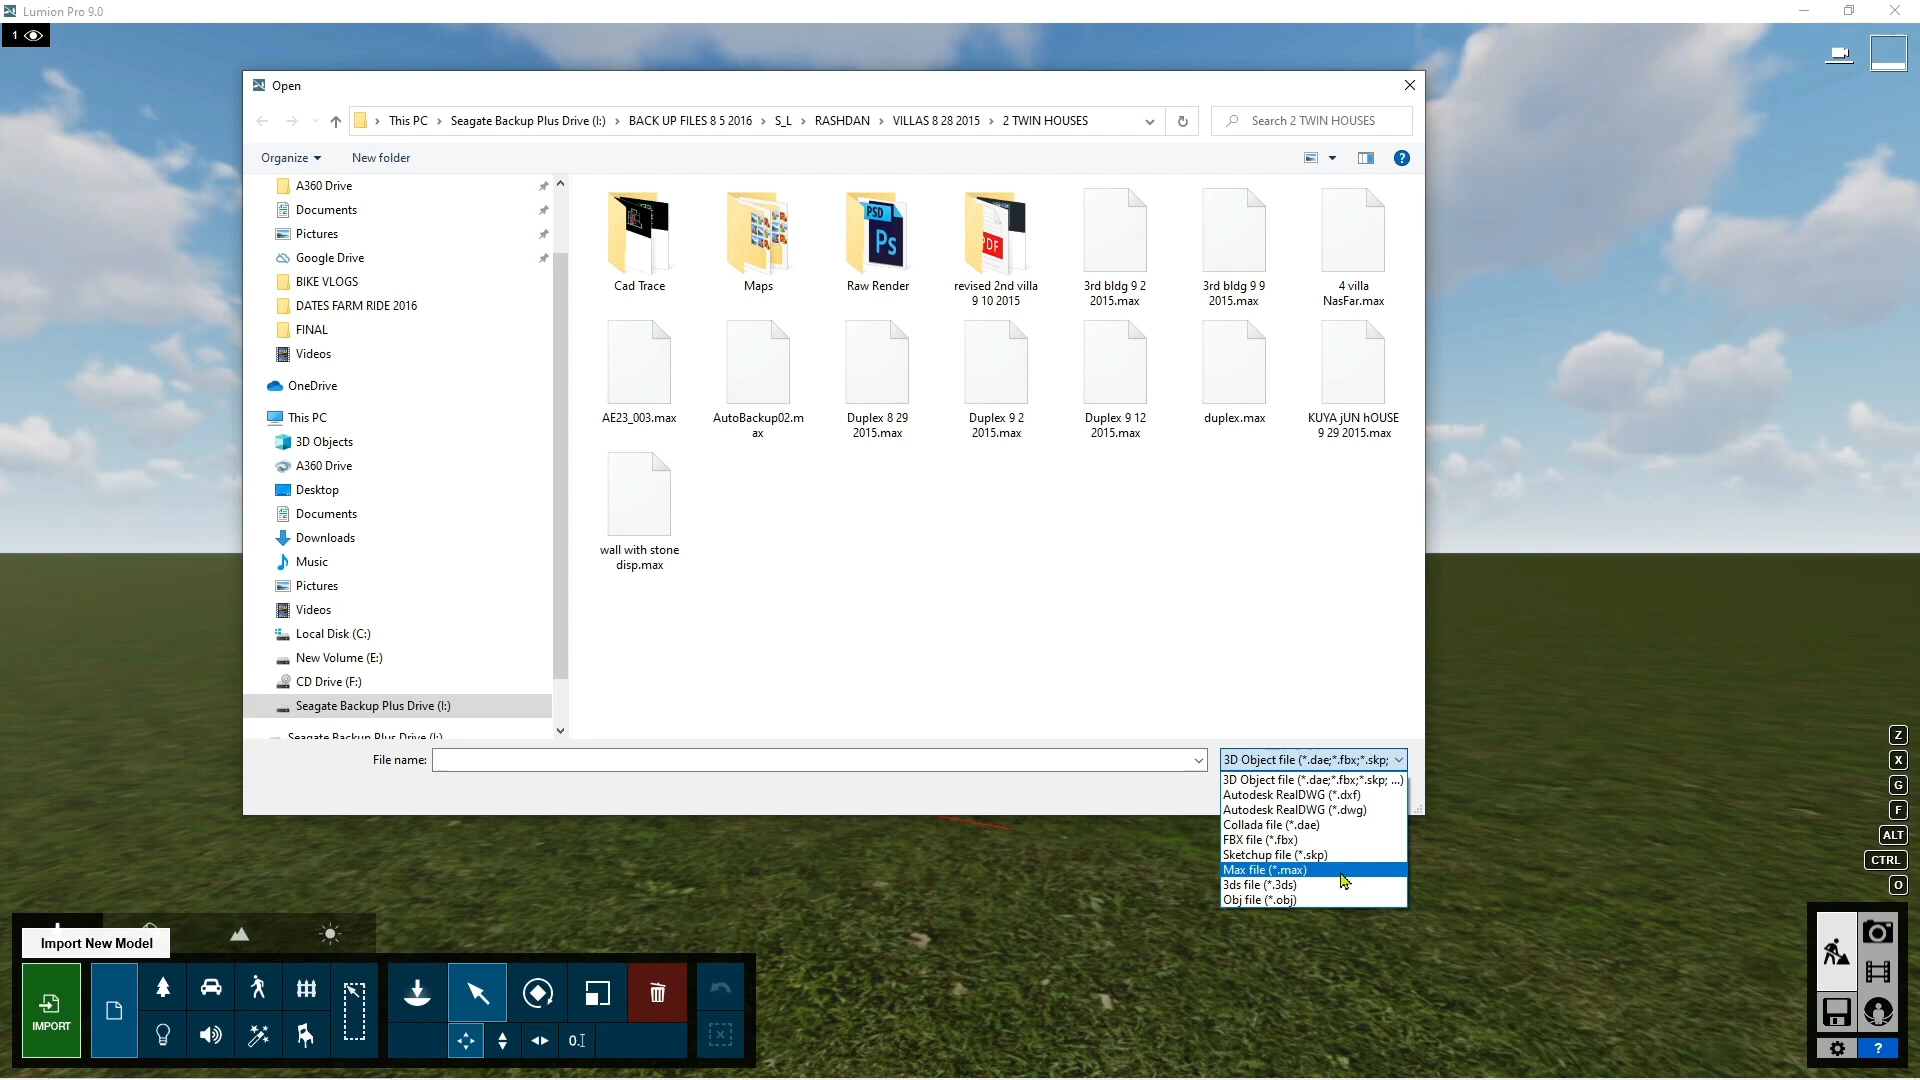 Lumion Pro 9.0
1
Open
This PC > Seagate Backup Plus Drive (I:) > BACK UP FILES 8 5 2016 > S_L > RASHDAN > VILLAS 8 28 2015 > 2 TWIN HOUSES
Search 2 TWIN HOUSES
Organize
New folder
?
A360 Drive
Documents
Pictures
Google Drive
BIKE VLOGS
DATES FARM RIDE 2016
FINAL
Videos
OneDrive
This PC
3D Objects
A360 Drive
Desktop
Documents
Downloads
Music
Pictures
Videos
Local Disk (C:)
New Volume (E:)
CD Drive (F:)
Seagate Backup Plus Drive (I:)
Seagate Backup Plus Drive (I:)
PSD
Ps
PDF
Cad Trace
Maps
Raw Render
revised 2nd villa
9 10 2015
3rd bldg 9 2
2015.max
3rd bldg 9 9
2015.max
4 villa
NasFar.max
AE23_003.max
AutoBackup02.m
ax
Duplex 8 29
2015.max
Duplex 9 2
2015.max
Duplex 9 12
2015.max
duplex.max
KUYA jUN hOUSE
9 29 2015.max
wall with stone
disp.max
File name:
3D Object file (*.dae;*.fbx;*.skp;
3D Object file (*.dae;*.fbx;*.skp; ...)
Autodesk RealDWG (*.dxf)
Autodesk RealDWG (*.dwg)
Collada file (*.dae)
FBX file (*.fbx)
Sketchup file (*.skp)
Max file (*.max)
3ds file (*.3ds)
Obj file (*.obj)
Z
X
G
F
ALT
CTRL
O
Import New Model
IMPORT
0.
?